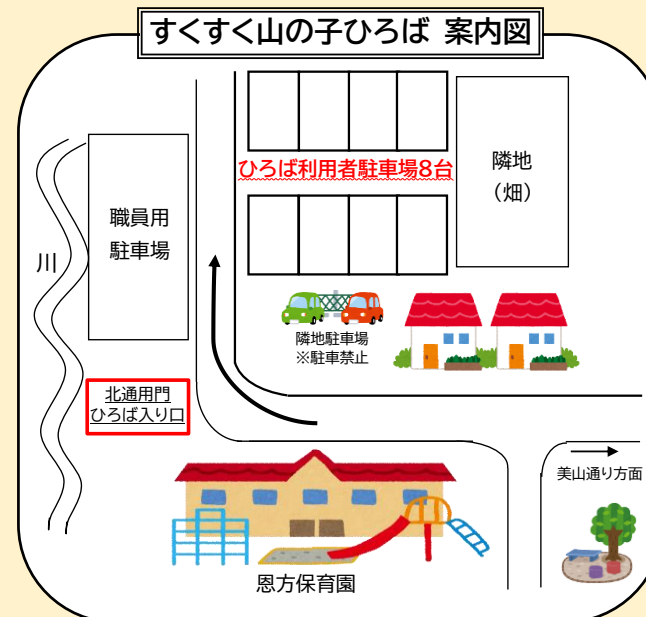 すくすく山の子ひろば 案内図
ひろば利用者駐車場8台
隣地
（畑）
職員用
駐車場
川
隣地駐車場
※駐車禁止
北通用門
ひろば入り口
美山通り方面
恩方保育園